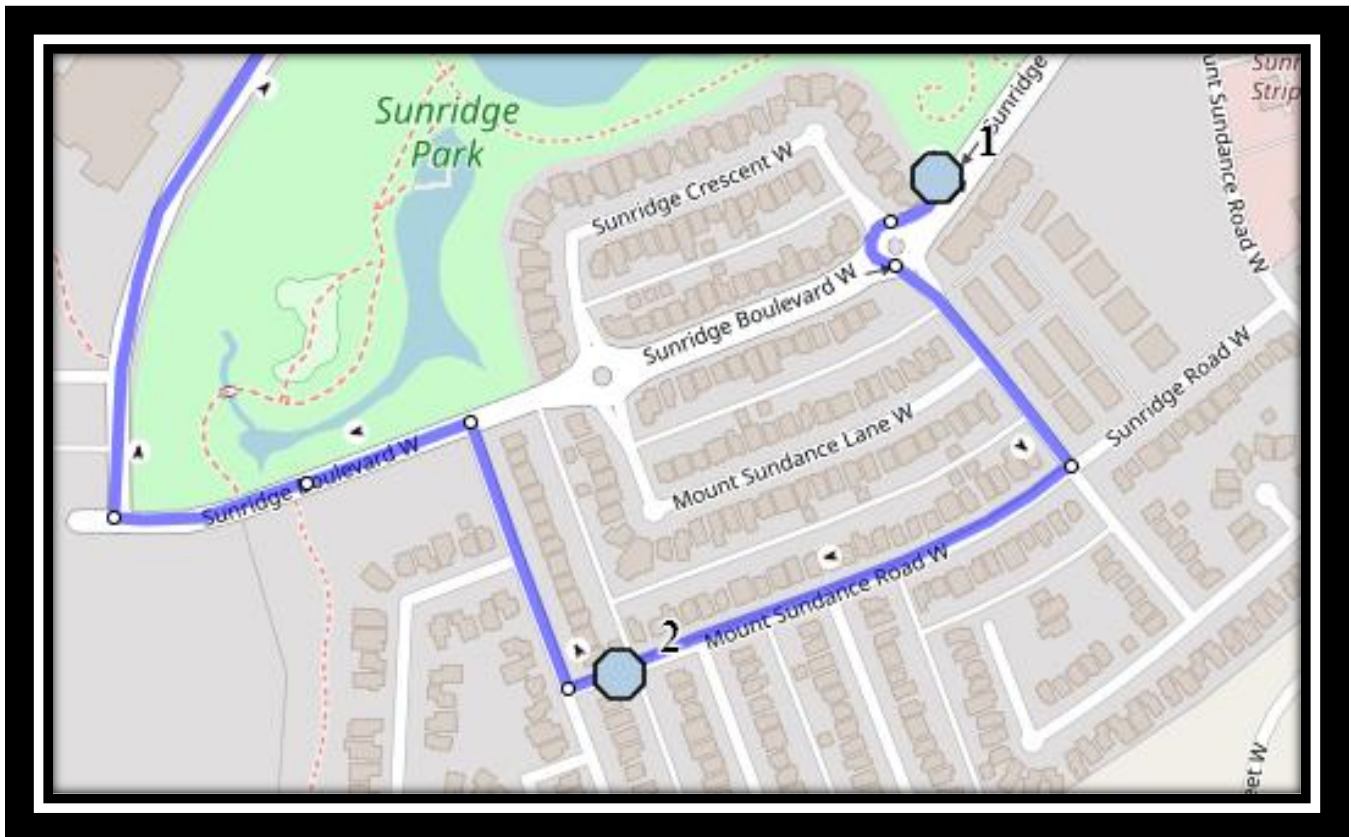 Sunridge
Park
Sunridge Crescent W
Sunridge
1
Sunridge Boulevard W
Mount Sundance Lane W
Mount Sundance Road W
Sunridge Road W
Strip
Sunridge Boulevard W
2
Mount Sundance Road W
W